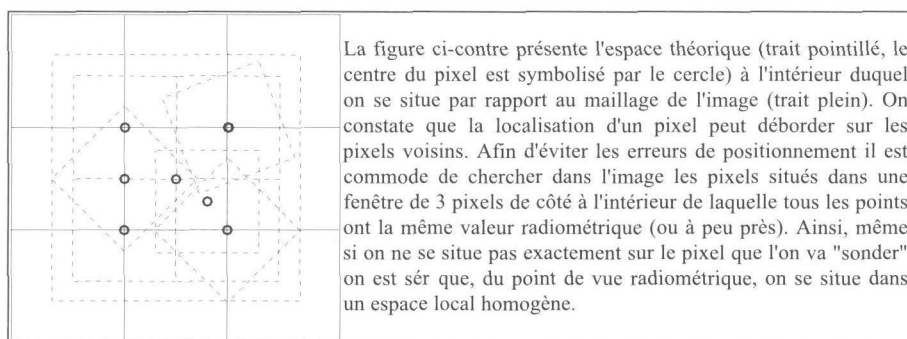 La figure ci-contre présente l'espace théorique (trait pointillé, le
centre du pixel est symbolisé par le cercle) à l'intérieur duquel
on se situe par rapport au maillage de l'image (trait plein). On
constate que la localisation d'un pixel peut déborder sur les
pixels voisins. Afin d'éviter les erreurs de positionnement il est
commode de chercher dans l'image les pixels situés dans une
fenêtre de 3 pixels de côté à l'intérieur de laquelle tous les points
ont la même valeur radiométrique (ou à peu près). Ainsi, même
si on ne se situe pas exactement sur le pixel que l'on va "sonder"
on est sér que, du point de vue radiométrique, on se situe dans
un espace local homogène.